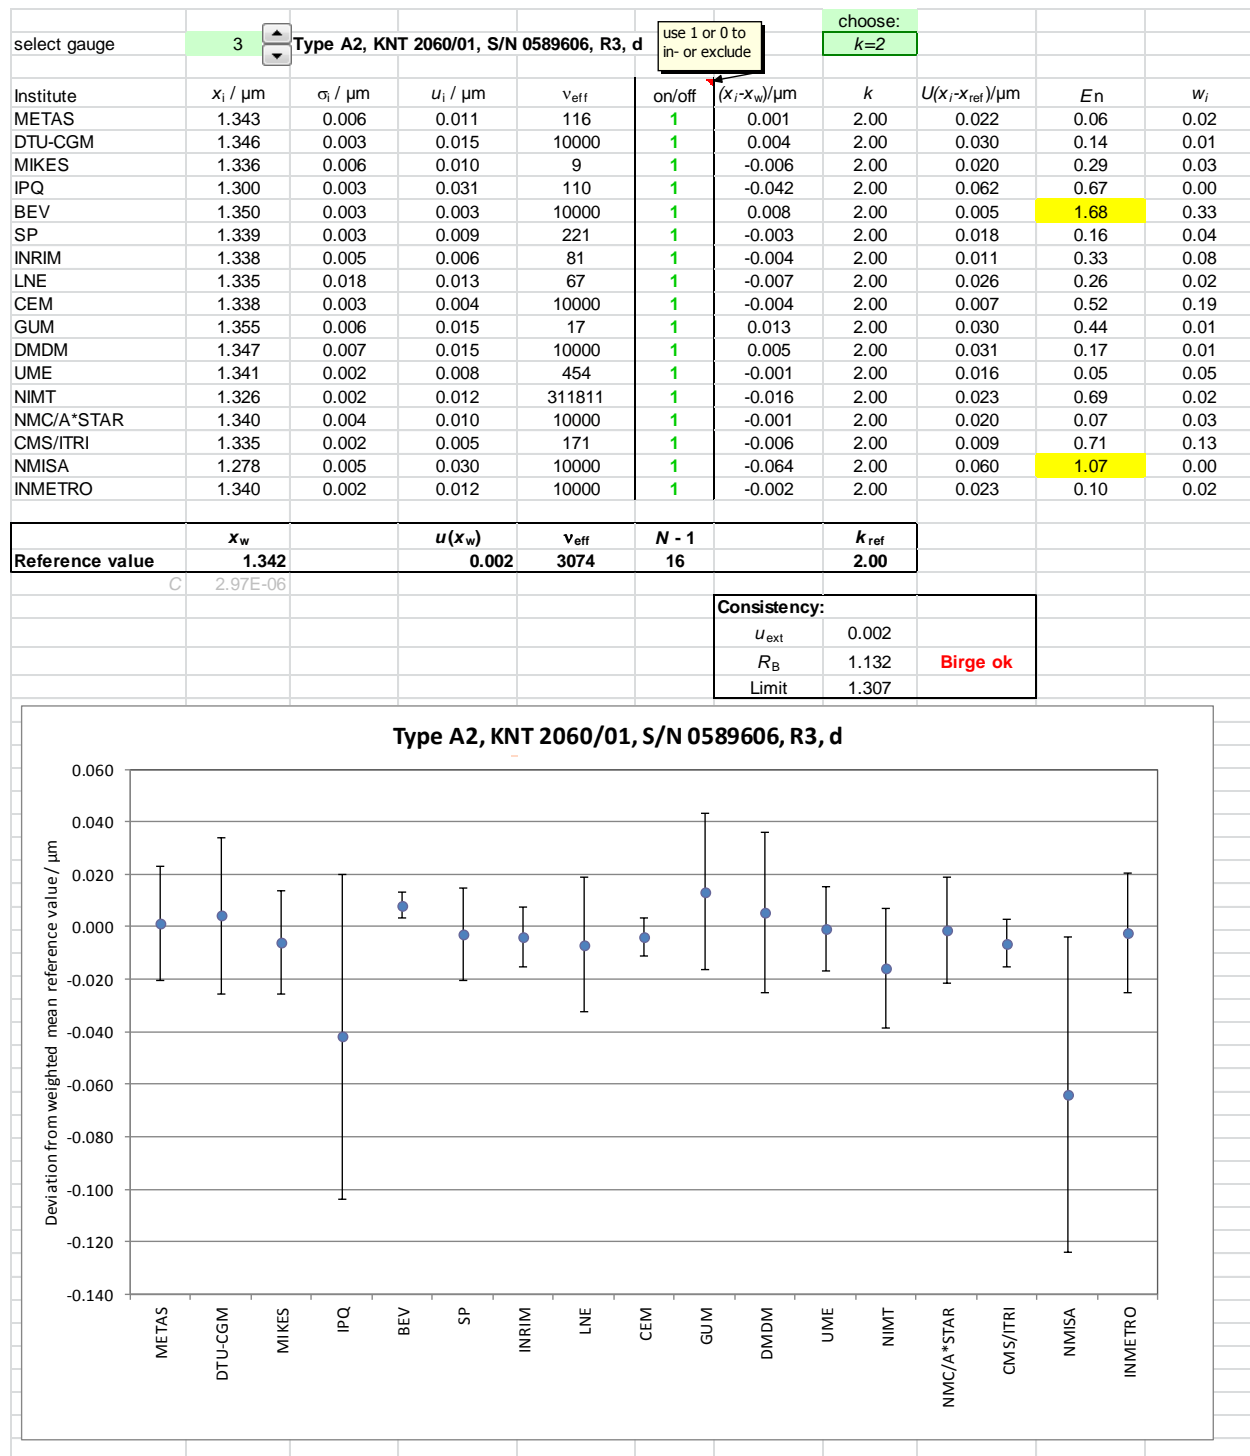 choose:
select gauge 3 Type A2, KNT 2060/01, S/N 0589606, R3, d k=2
use 1 or 0 to
in- or exclude
Institute xi / µm σi / µm ui / µm νeff on/off (xi-xw)/µm k U(xi-xref)/µm En wi
METAS 1.343 0.006 0.011 116 1 0.001 2.00 0.022 0.06 0.02
DTU-CGM 1.346 0.003 0.015 10000 1 0.004 2.00 0.030 0.14 0.01
MIKES 1.336 0.006 0.010 9 1 -0.006 2.00 0.020 0.29 0.03
IPQ 1.300 0.003 0.031 110 1 -0.042 2.00 0.062 0.67 0.00
BEV 1.350 0.003 0.003 10000 1 0.008 2.00 0.005 1.68 0.33
SP 1.339 0.003 0.009 221 1 -0.003 2.00 0.018 0.16 0.04
INRIM 1.338 0.005 0.006 81 1 -0.004 2.00 0.011 0.33 0.08
LNE 1.335 0.018 0.013 67 1 -0.007 2.00 0.026 0.26 0.02
CEM 1.338 0.003 0.004 10000 1 -0.004 2.00 0.007 0.52 0.19
GUM 1.355 0.006 0.015 17 1 0.013 2.00 0.030 0.44 0.01
DMDM 1.347 0.007 0.015 10000 1 0.005 2.00 0.031 0.17 0.01
UME 1.341 0.002 0.008 454 1 -0.001 2.00 0.016 0.05 0.05
NIMT 1.326 0.002 0.012 311811 1 -0.016 2.00 0.023 0.69 0.02
NMC/A*STAR 1.340 0.004 0.010 10000 1 -0.001 2.00 0.020 0.07 0.03
CMS/ITRI 1.335 0.002 0.005 171 1 -0.006 2.00 0.009 0.71 0.13
NMISA 1.278 0.005 0.030 10000 1 -0.064 2.00 0.060 1.07 0.00
INMETRO 1.340 0.002 0.012 10000 1 -0.002 2.00 0.023 0.10 0.02
xw u(xw) νeff N - 1 kref
Reference value 1.342 0.002 3074 16 2.00
C 2.97E-06
Consistency:
uext 0.002
RB 1.132 Birge ok
Limit 1.307
Type A2, KNT 2060/01, S/N 0589606, R3, d
Deviation from weighted mean reference value / µm
0.060
0.040
0.020
0.000
-0.020
-0.040
-0.060
-0.080
-0.100
-0.120
-0.140
METAS
DTU-CGM
MIKES
IPQ
BEV
SP
INRIM
LNE
CEM
GUM
DMDM
UME
NIMT
NMC/A*STAR
CMS/ITRI
NMISA
INMETRO